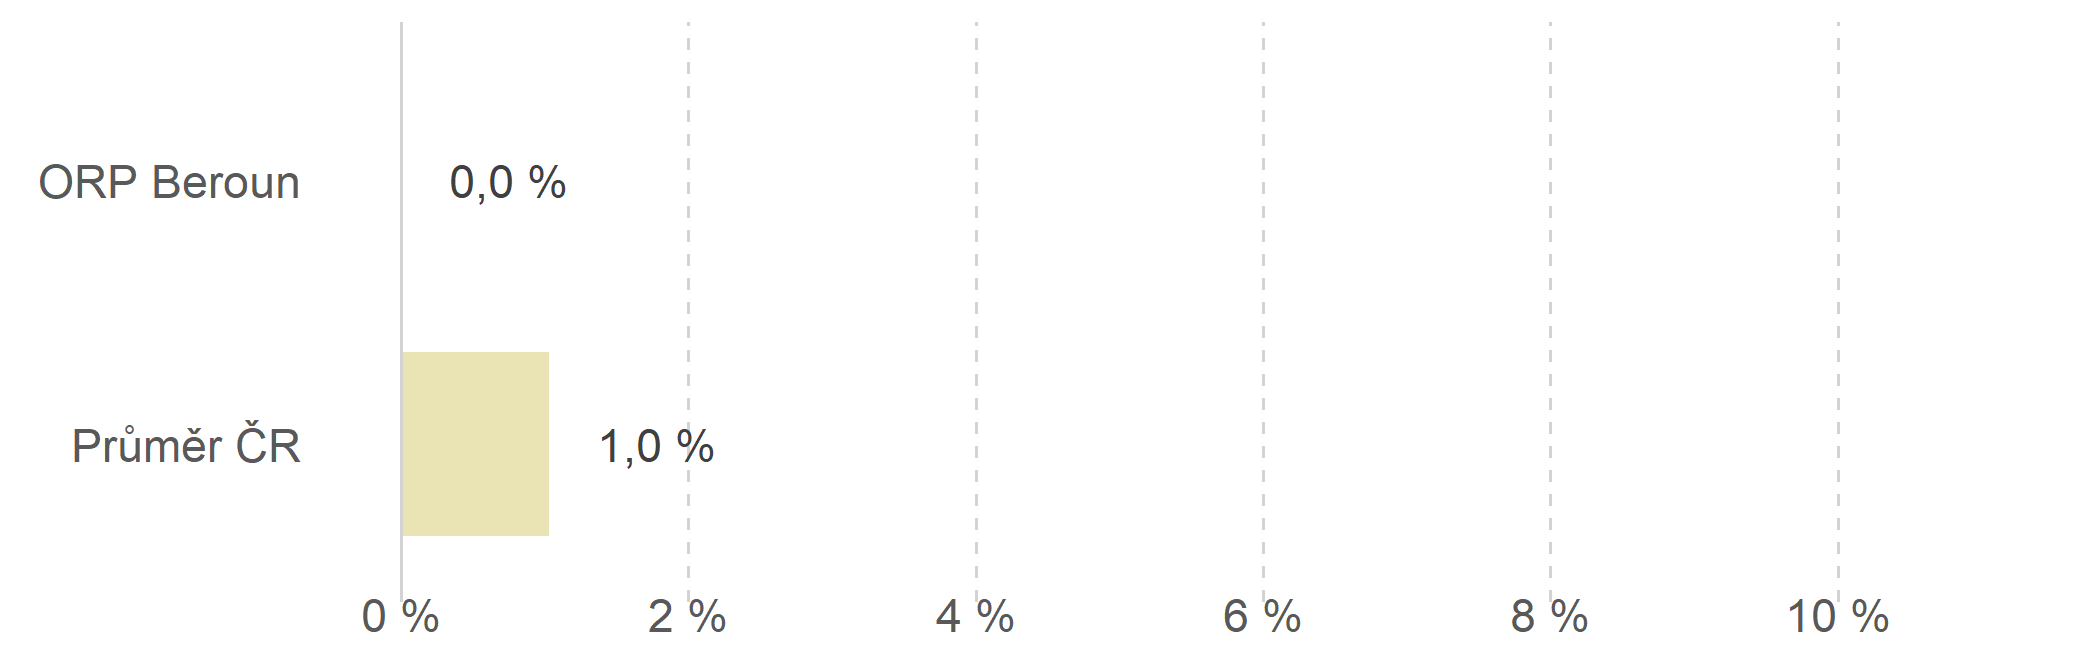 ORP Beroun 0,0 %
Průměr ČR 1,0 %
0 % 2 % 4 % 6 % 8 % 10 %